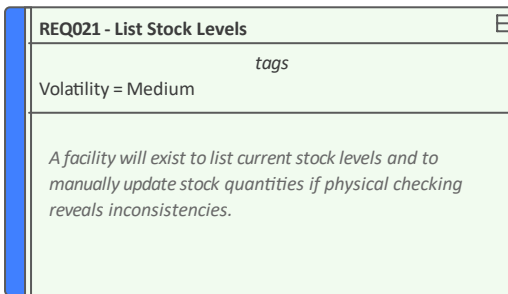 REQ021 - List Stock Levels
tags
Volatility = Medium
A facility will exist to list current stock levels and to
manually update stock quantities if physical checking
reveals inconsistencies.